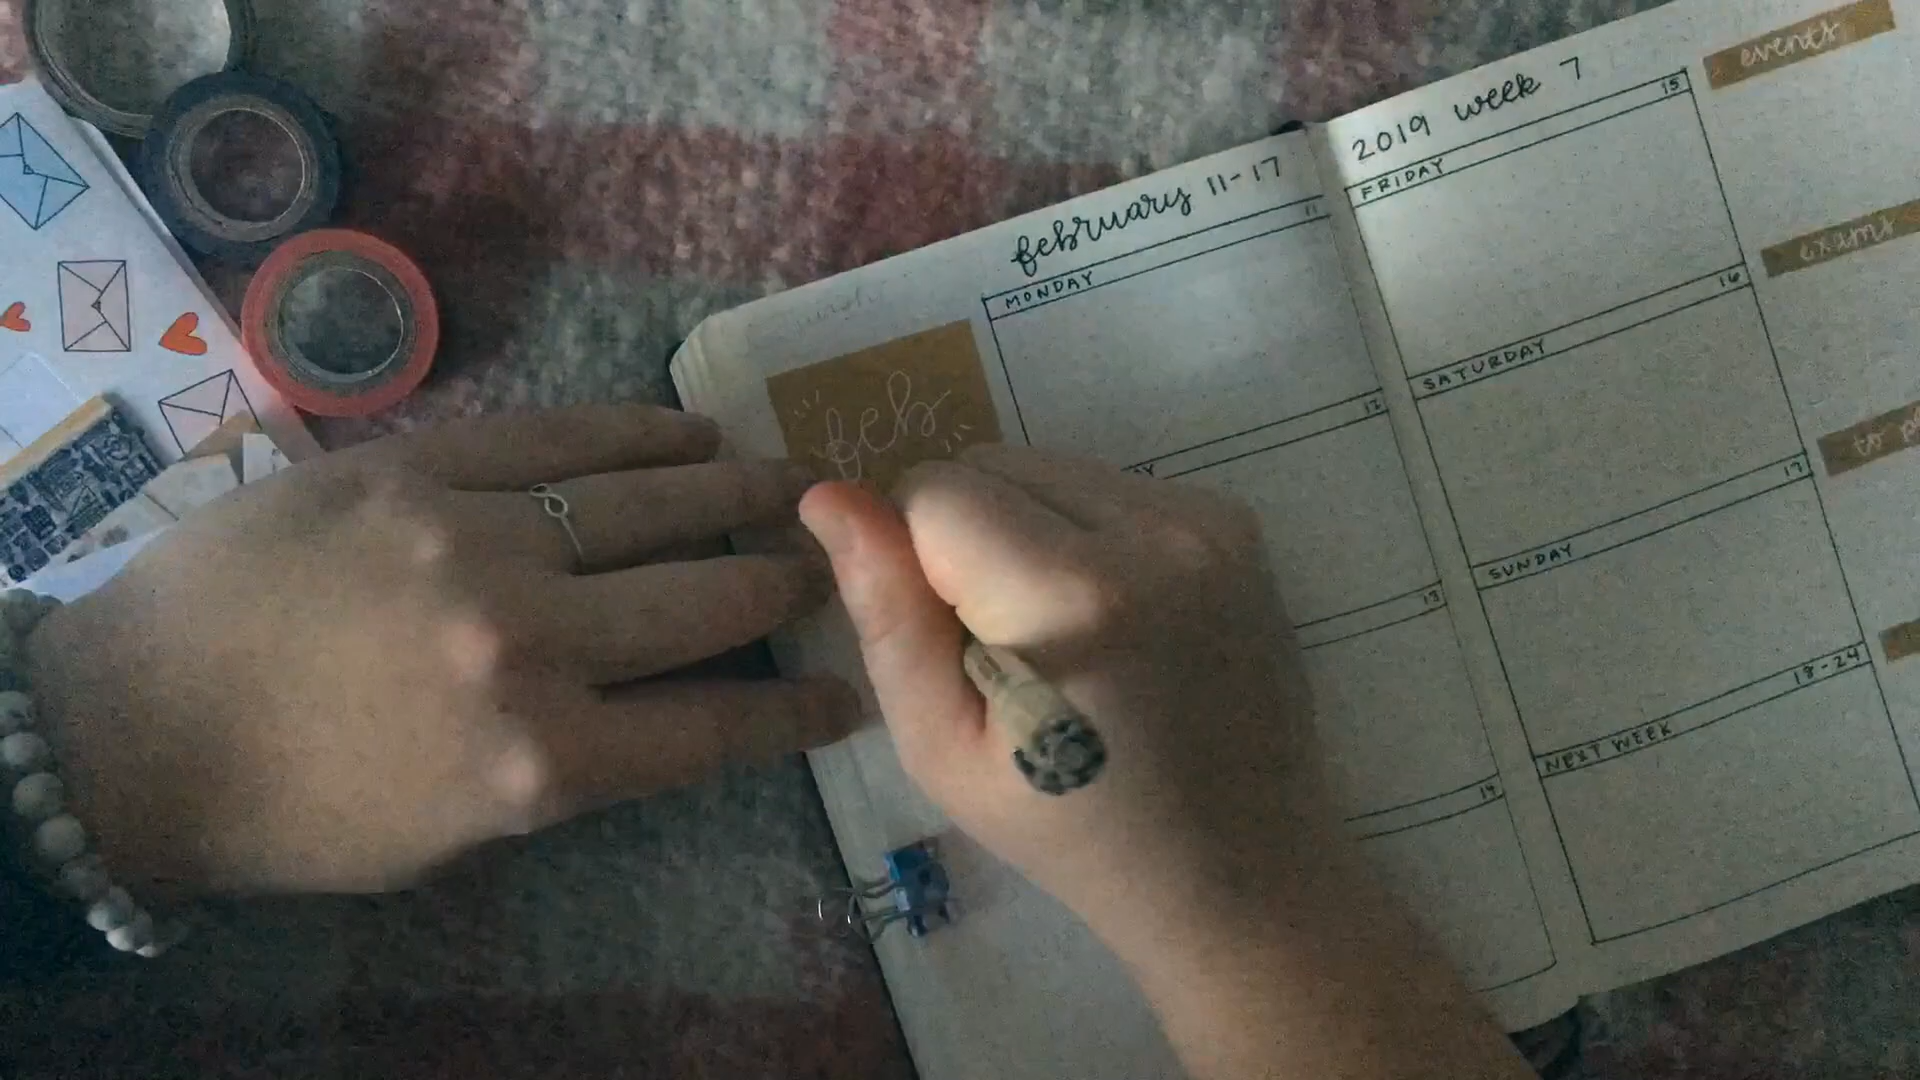 february 11-17
MONDAY 11
feb
12
13
14
2019 week 7
FRIDAY 15
SATURDAY 16
SUNDAY 17
NEXT WEEK 18-24
events
exams